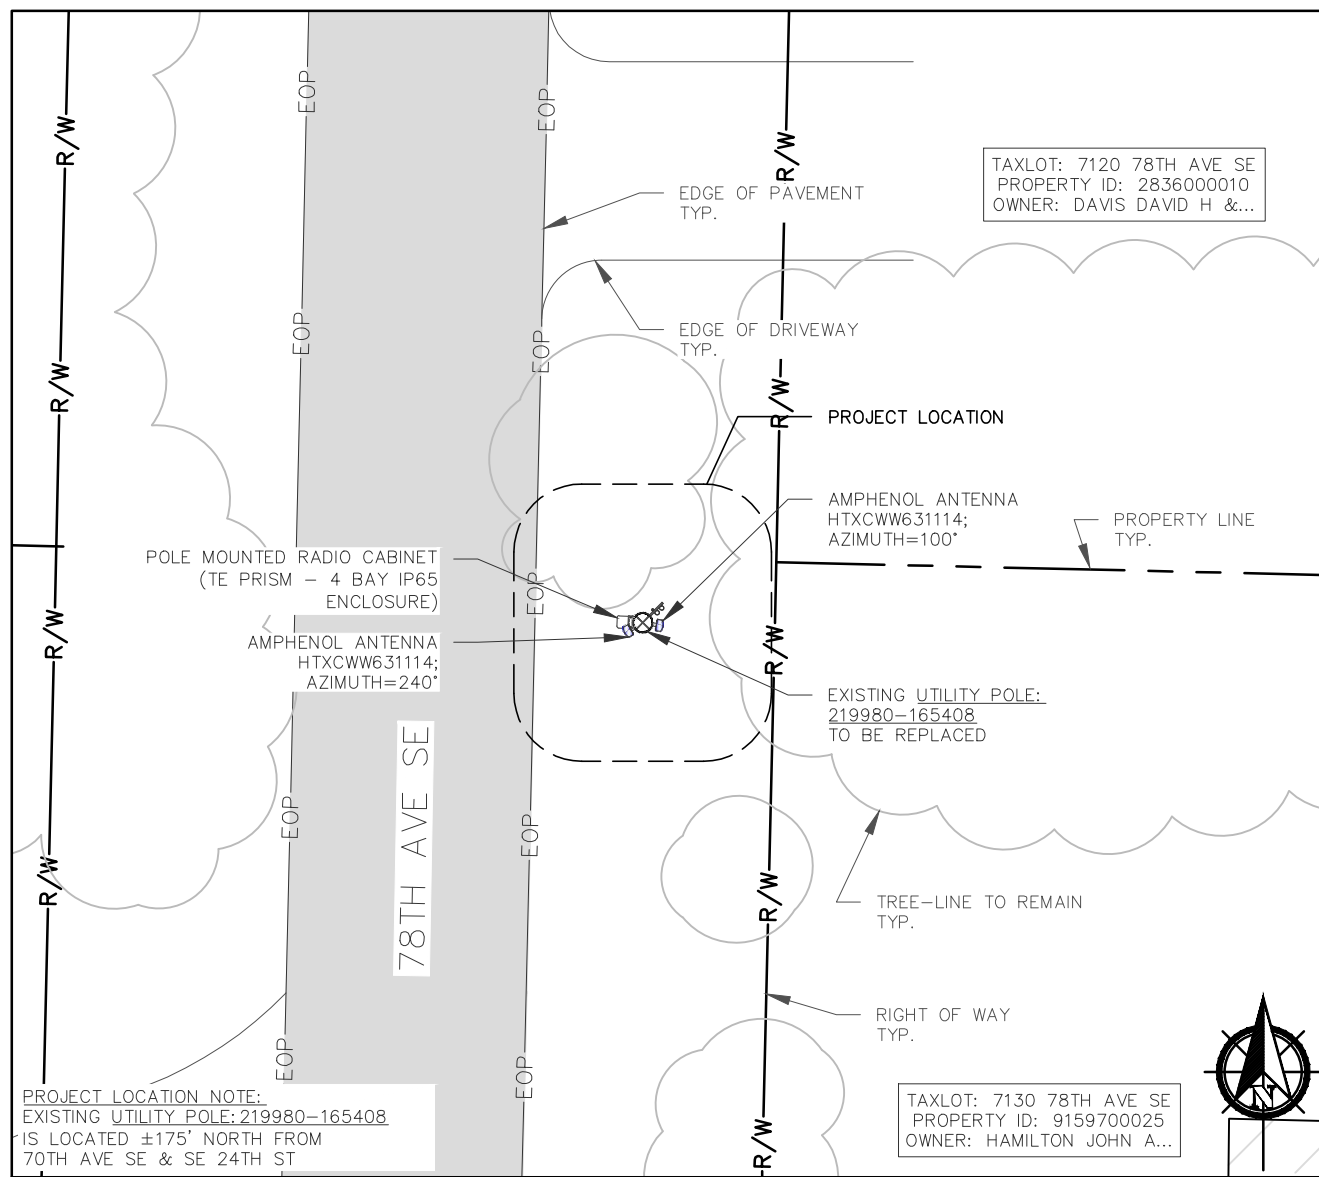 R/W
EOP
EOP
R/W
TAXLOT: 7120 78TH AVE SE
PROPERTY ID: 2836000010
OWNER: DAVIS DAVID H &...
EDGE OF PAVEMENT
TYP.
R/W
EOP
EOP
EDGE OF DRIVEWAY
TYP.
R/W
R/W
PROJECT LOCATION
AMPHENOL ANTENNA
HTXCWW631114;
AZIMUTH=100°
PROPERTY LINE
TYP.
POLE MOUNTED RADIO CABINET
(TE PRISM – 4 BAY IP65
ENCLOSURE)
EOP
R/W
AMPHENOL ANTENNA
HTXCWW631114;
AZIMUTH=240°
R/W
EXISTING UTILITY POLE:
219980–165408
TO BE REPLACED
78TH AVE SE
EOP
EOP
R/W
R/W
TREE–LINE TO REMAIN
TYP.
RIGHT OF WAY
TYP.
EOP
EOP
R/W
PROJECT LOCATION NOTE:
EXISTING UTILITY POLE: 219980–165408
IS LOCATED ±175' NORTH FROM
70TH AVE SE & SE 24TH ST
TAXLOT: 7130 78TH AVE SE
PROPERTY ID: 9159700025
OWNER: HAMILTON JOHN A...
N